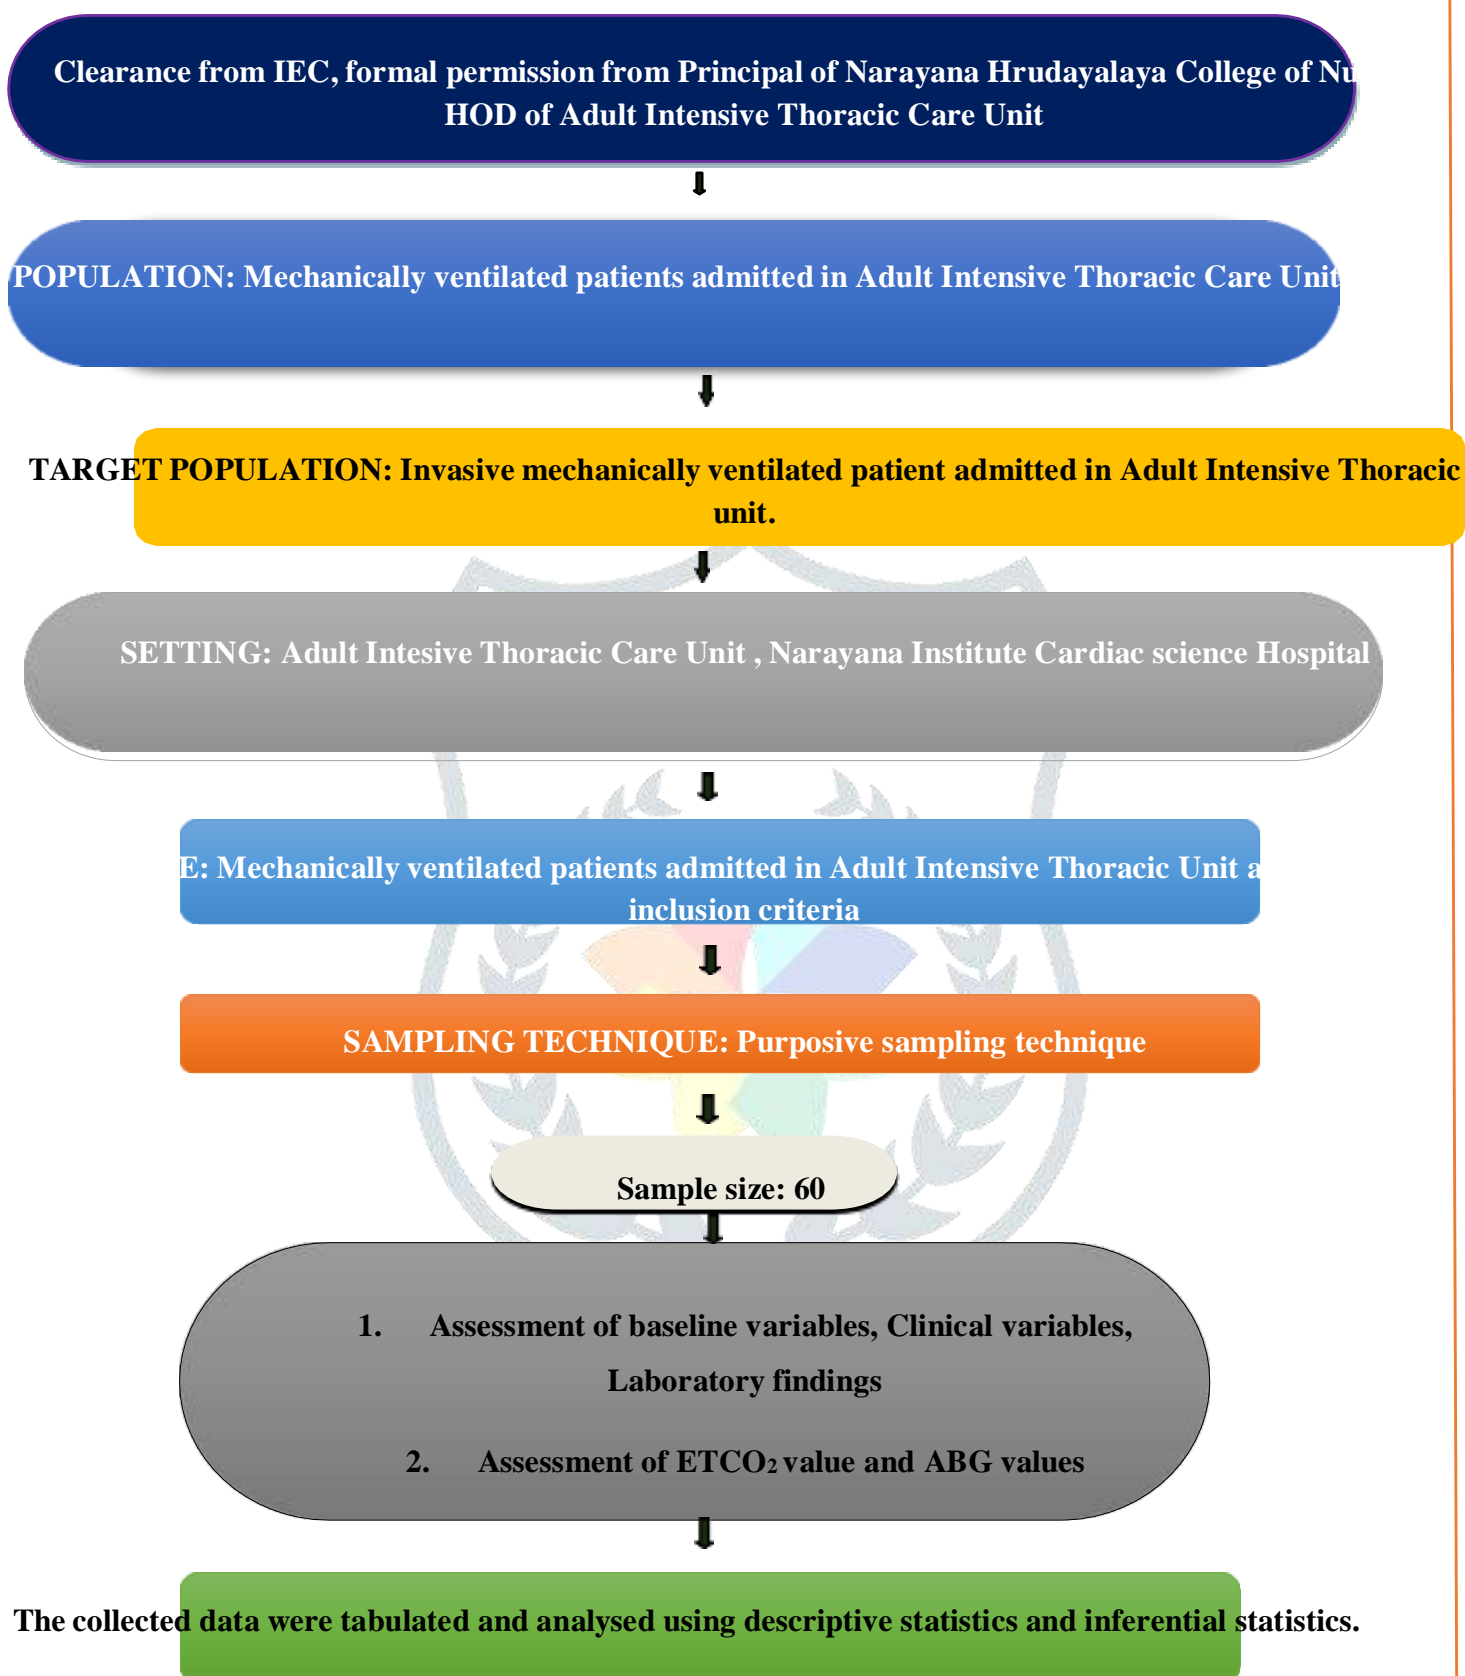 Clearance from IEC, formal permission from Principal of Narayana Hrudayalaya College of Nu
HOD of Adult Intensive Thoracic Care Unit
POPULATION: Mechanically ventilated patients admitted in Adult Intensive Thoracic Care Unit
TARGET POPULATION: Invasive mechanically ventilated patient admitted in Adult Intensive Thoracic
unit.
SETTING: Adult Intesive Thoracic Care Unit , Narayana Institute Cardiac science Hospital
E: Mechanically ventilated patients admitted in Adult Intensive Thoracic Unit a
inclusion criteria
SAMPLING TECHNIQUE: Purposive sampling technique
Sample size: 60
1. Assessment of baseline variables, Clinical variables,
Laboratory findings
2. Assessment of ETCO₂ value and ABG values
The collected data were tabulated and analysed using descriptive statistics and inferential statistics.